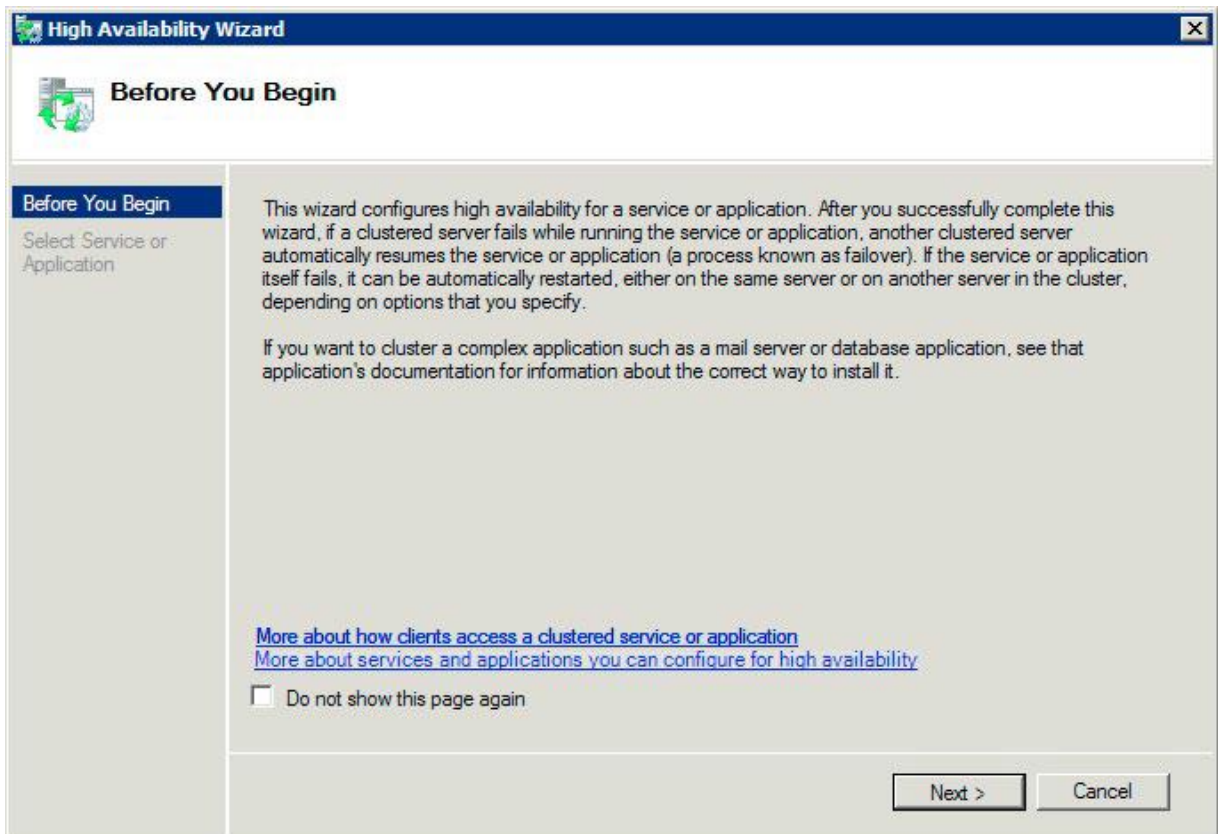 High Availability Wizard
Before You Begin
Before You Begin
Select Service or
Application
This wizard configures high availability for a service or application. After you successfully complete this
wizard, if a clustered server fails while running the service or application, another clustered server
automatically resumes the service or application (a process known as failover). If the service or application
itself fails, it can be automatically restarted, either on the same server or on another server in the cluster,
depending on options that you specify.
If you want to cluster a complex application such as a mail server or database application, see that
application's documentation for information about the correct way to install it.
More about how clients access a clustered service or application
More about services and applications you can configure for high availability
Do not show this page again
Next >
Cancel